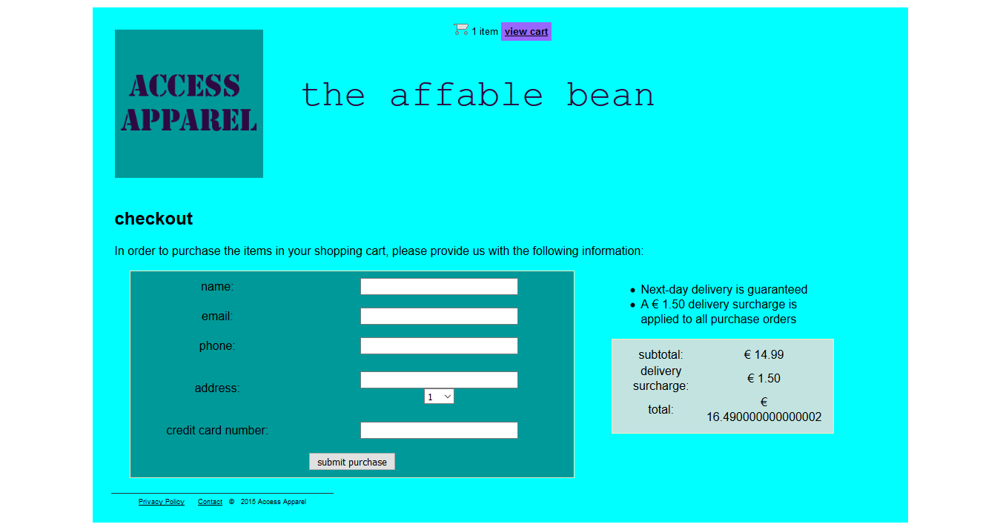 1 item view cart
ACCESS
APPAREL
the affable bean
checkout
In order to purchase the items in your shopping cart, please provide us with the following information:
name:
email:
phone:
address:
1
credit card number:
submit purchase
Next-day delivery is guaranteed
A € 1.50 delivery surcharge is
applied to all purchase orders
subtotal: € 14.99
delivery
surcharge: € 1.50
total: €
16.490000000000002
Privacy Policy Contact © 2015 Access Apparel